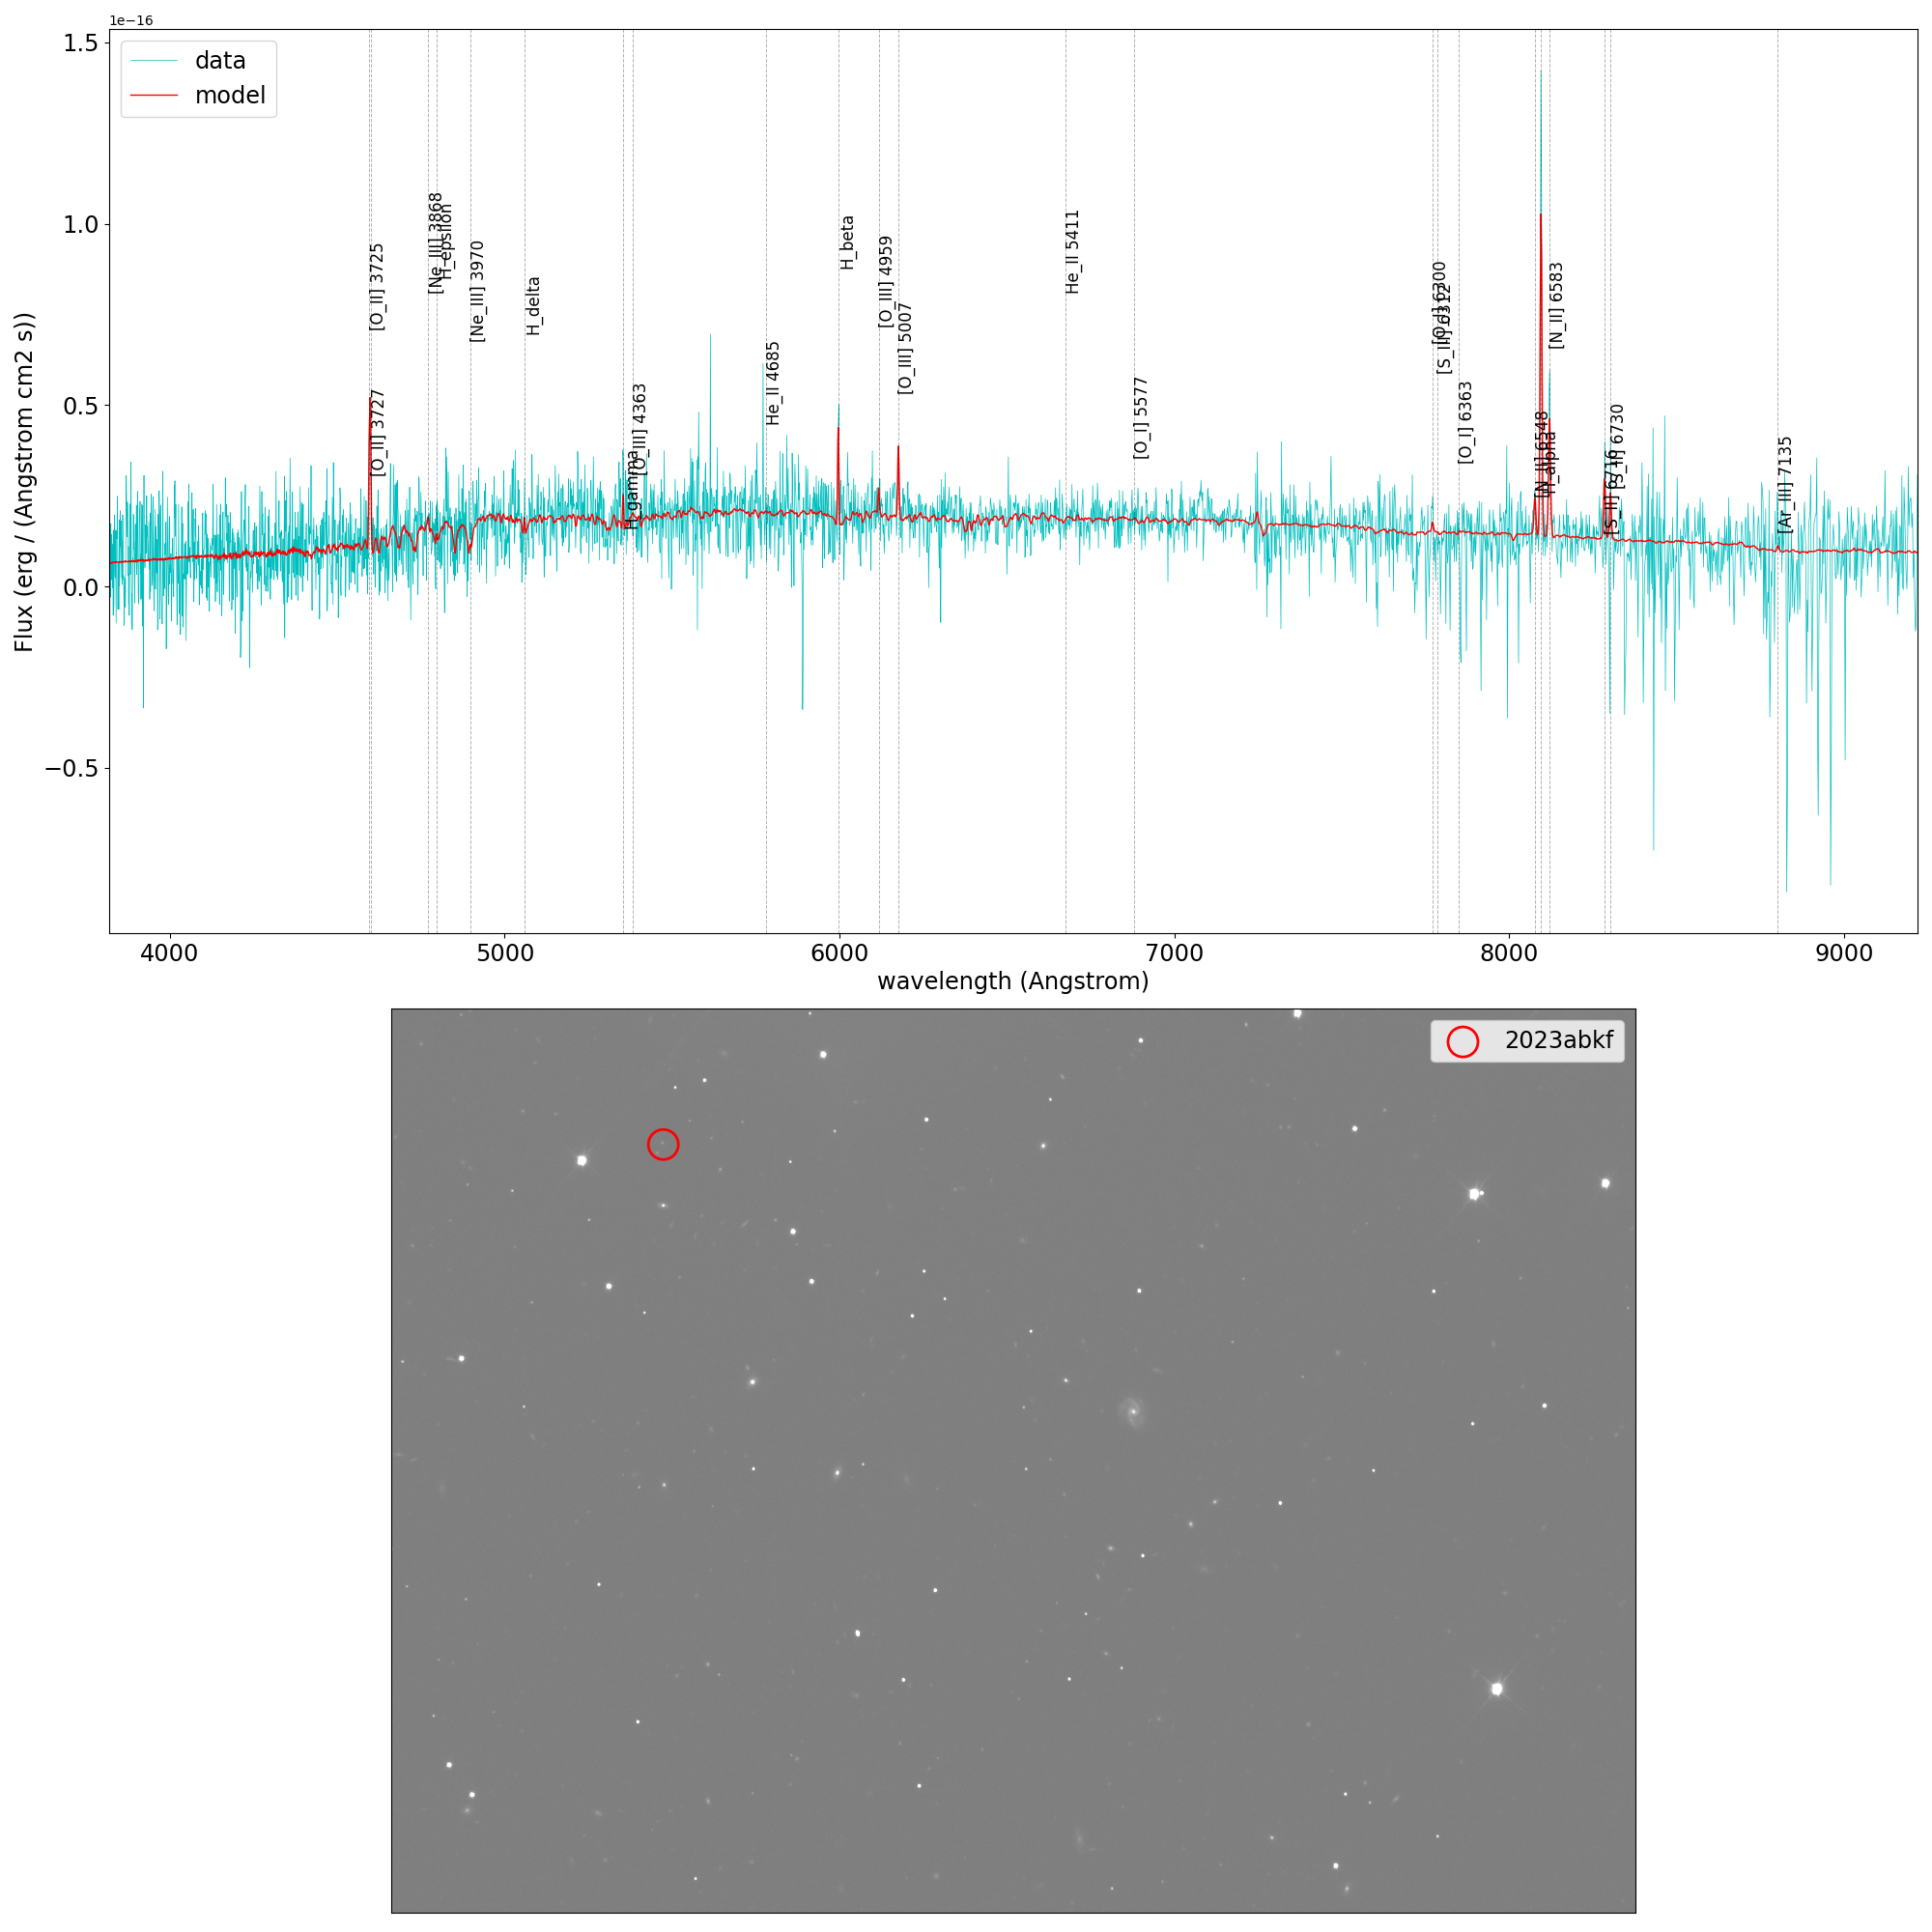 1e−16
1.5
1.0
0.5
0.0
−0.5
Flux (erg / (Angstrom cm2 s))
data
model
[O_II] 3725
[O_II] 3727
[Ne_III] 3868
H_epsilon
[Ne_III] 3970
H_delta
H_gamma
[O_III] 4363
He_II 4685
H_beta
[O_III] 4959
[O_III] 5007
He_II 5411
[O_I] 5577
[O_I] 6300
[S_III] 6312
[O_I] 6363
[N_II] 6548
H_alpha
[N_II] 6583
[S_II] 6716
[S_II] 6730
[Ar_III] 7135
4000
5000
6000
7000
8000
9000
wavelength (Angstrom)
2023abkf